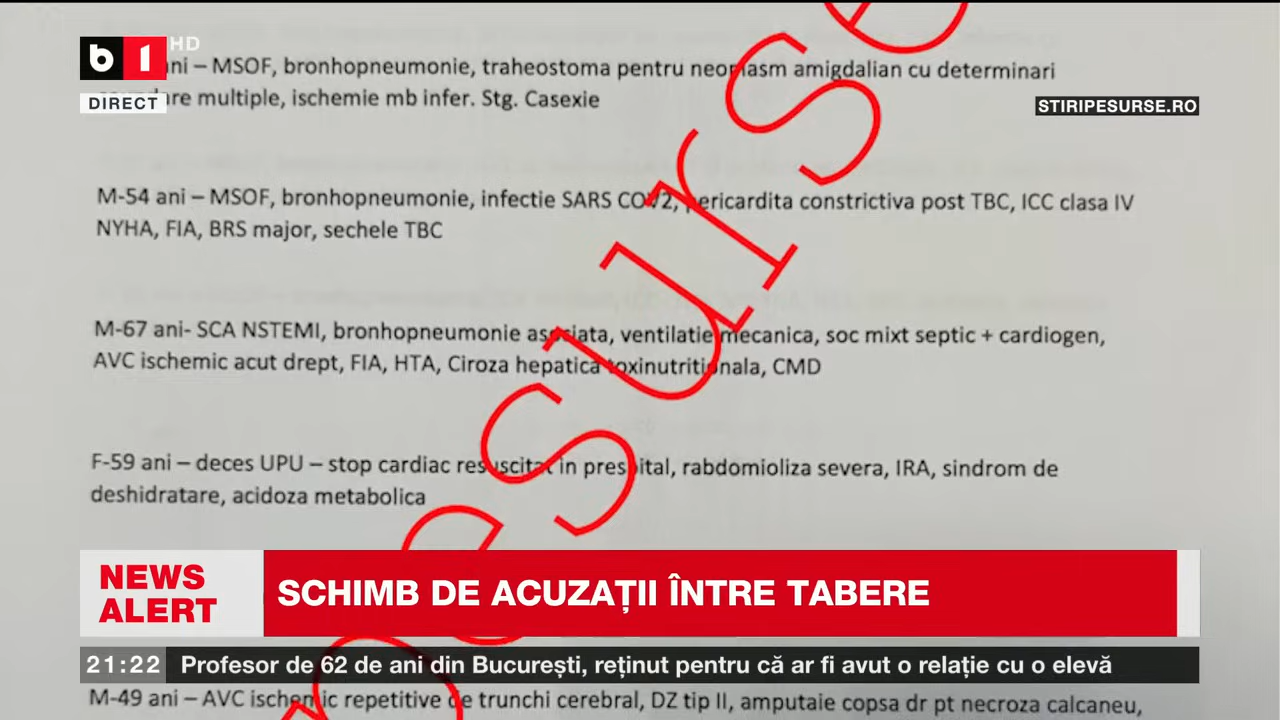 b1 HD
DIRECT
STIRIPESURSE.RO
ani – MSOF, bronhopneumonie, traheostoma pentru neoplasm amigdalian cu determinari
multiple, ischemie mb infer. Stg. Casexie
M-54 ani – MSOF, bronhopneumonie, infectie SARS COV2, pericardita constrictiva post TBC, ICC clasa IV
NYHA, FIA, BRS major, sechele TBC
M-67 ani- SCA NSTEMI, bronhopneumonie asociata, ventilatie mecanica, soc mixt septic + cardiogen,
AVC ischemic acut drept, FIA, HTA, Ciroza hepatica toxinutritionala, CMD
F-59 ani – deces UPU – stop cardiac resuscitat in prespital, rabdomioliza severa, IRA, sindrom de
deshidratare, acidoza metabolica
pesurse
NEWS
ALERT
SCHIMB DE ACUZAȚII ÎNTRE TABERE
21:22 Profesor de 62 de ani din București, reținut pentru că ar fi avut o relație cu o elevă
M-49 ani – AVC ischemic repetitive de trunchi cerebral, DZ tip II, amputaie copsa dr pt necroza calcaneu,